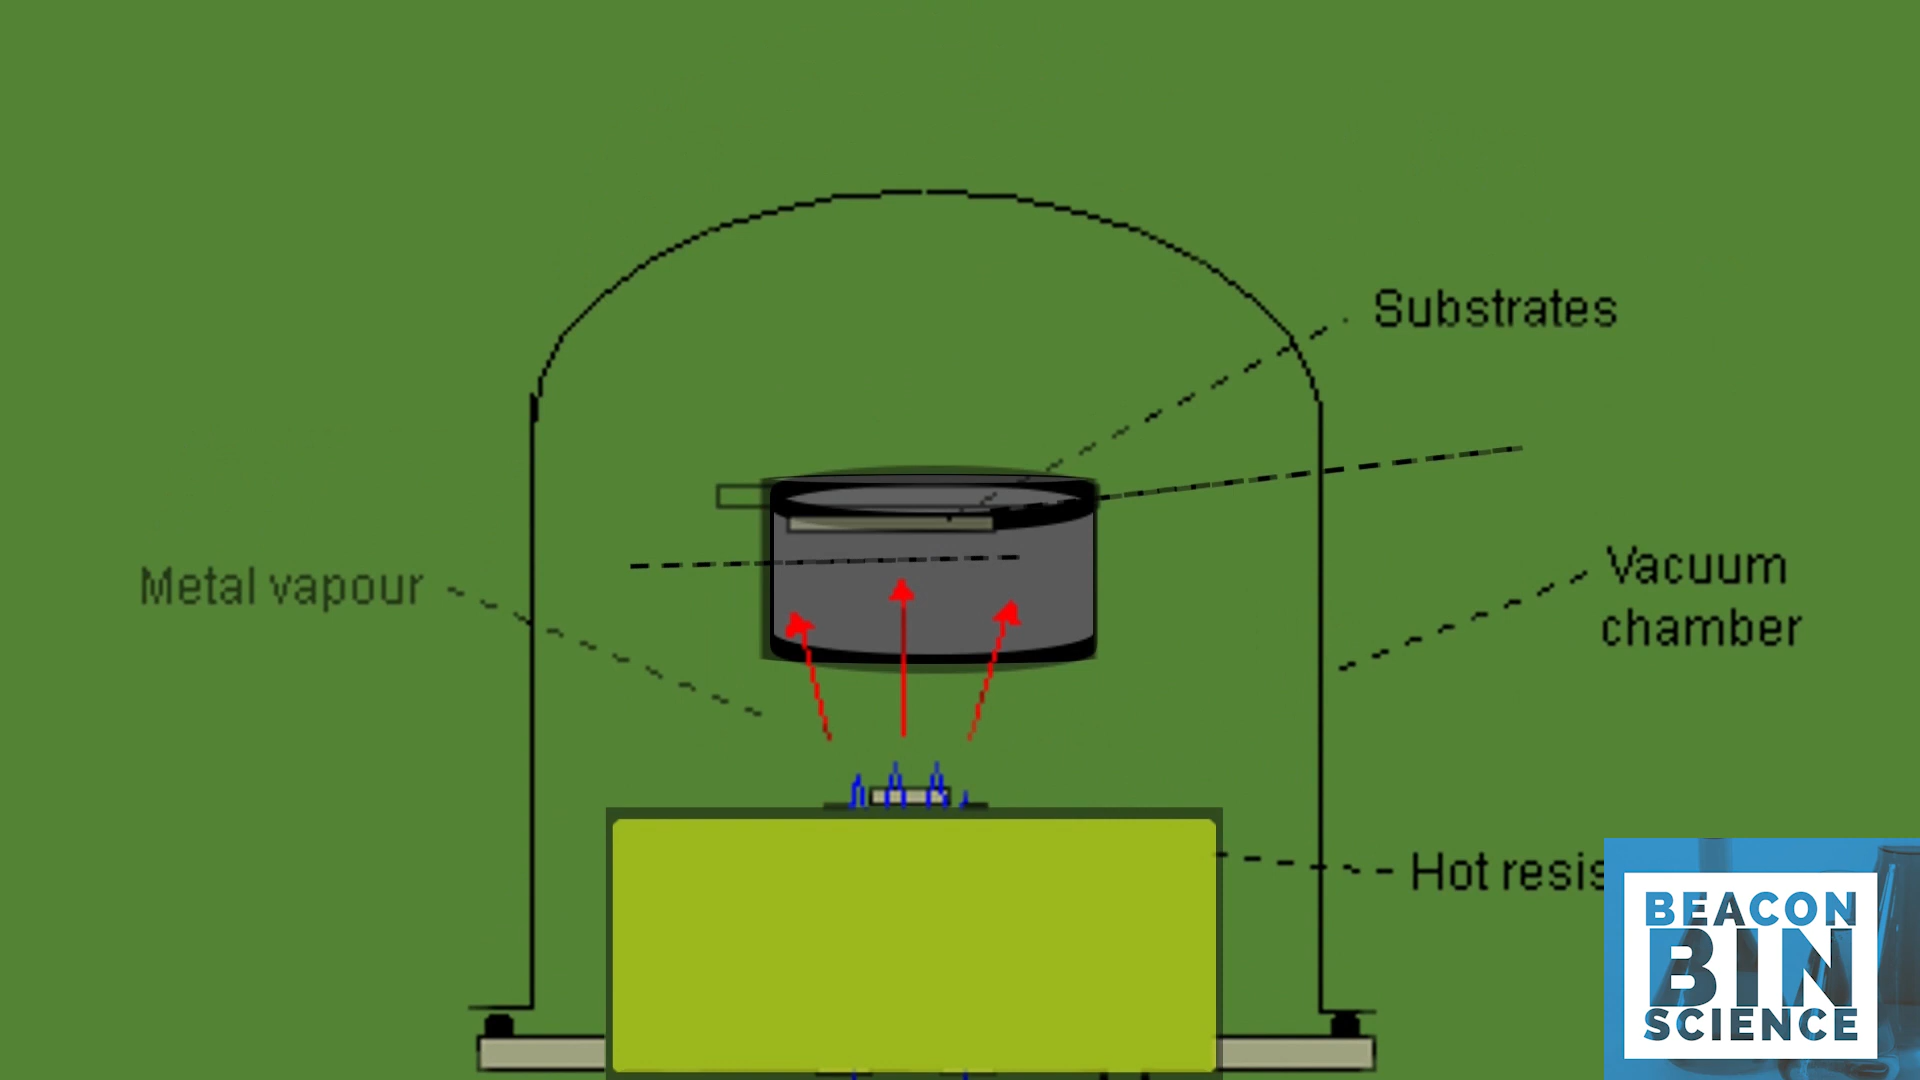 Substrates
Metal vapour
Vacuum
chamber
Hot resis
BEACON
BIN
SCIENCE